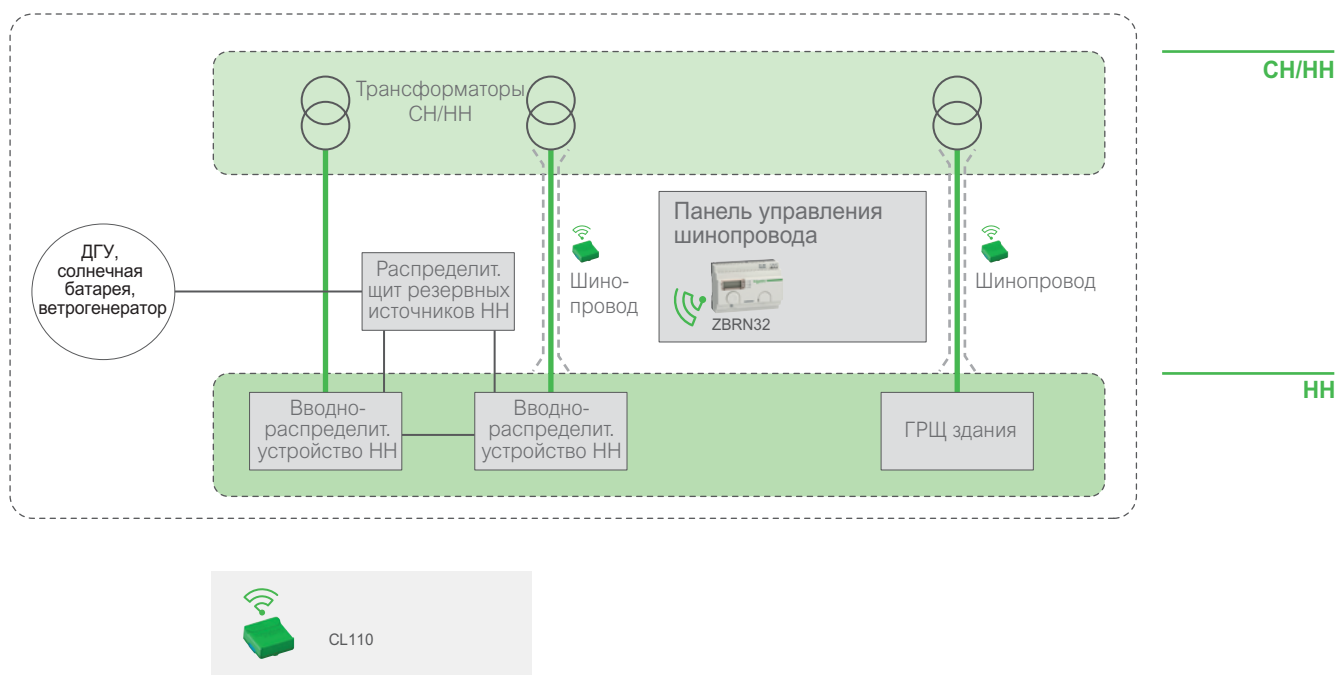 СН/НН
Трансформаторы
СН/НН
Панель управления
шинопровода
ZBRN32
ДГУ,
солнечная
батарея,
ветрогенератор
Распределит.
щит резервных
источников НН
Шино-
провод
Шинопровод
НН
Вводно-
распределит.
устройство НН
Вводно-
распределит.
устройство НН
ГРЩ здания
CL110